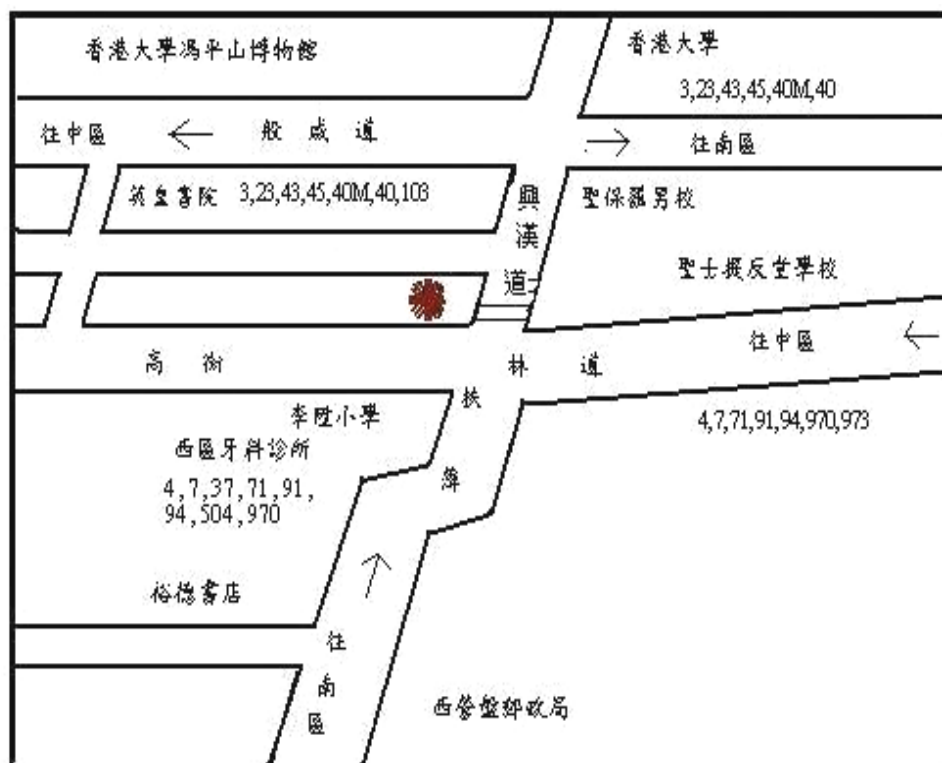 香港大學馮平山博物館
香港大學
3,23,43,45,40M,40
往中區
般咸道
往南區
英皇書院 3,23,43,45,40M,40,103
興漢道
聖保羅男校
聖士提反堂學校
往中區
高街
薄扶林道
李陞小學
4,7,71,91,94,970,973
西區牙科診所
4,7,37,71,91,
94,504,970
裕德書店
往南區
西營盤郵政局